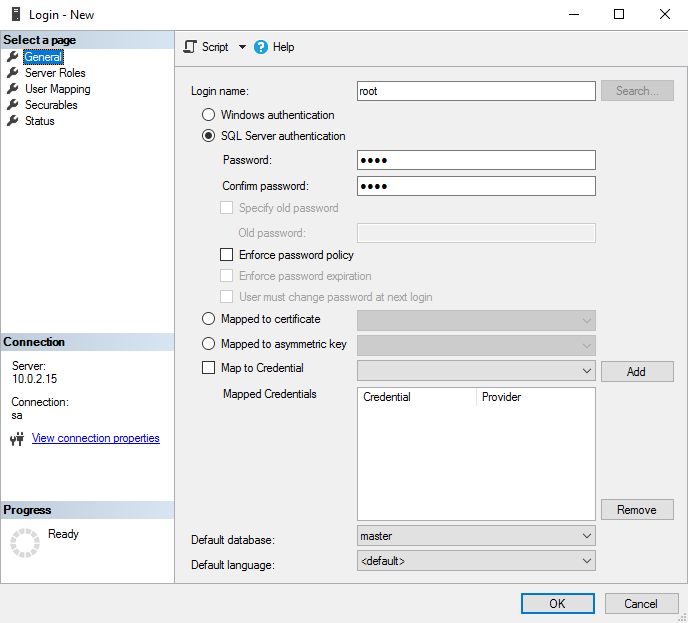 Login - New
Select a page
General
Server Roles
User Mapping
Securables
Status
Script
Help
Login name:
root
Search...
Windows authentication
SQL Server authentication
Password:
●●●●
Confirm password:
●●●●
Specify old password
Old password:
Enforce password policy
Enforce password expiration
User must change password at next login
Mapped to certificate
Mapped to asymmetric key
Map to Credential
Add
Mapped Credentials
Credential Provider
Remove
Default database:
master
Default language:
<default>
Connection
Server:
10.0.2.15
Connection:
sa
View connection properties
Progress
Ready
OK
Cancel